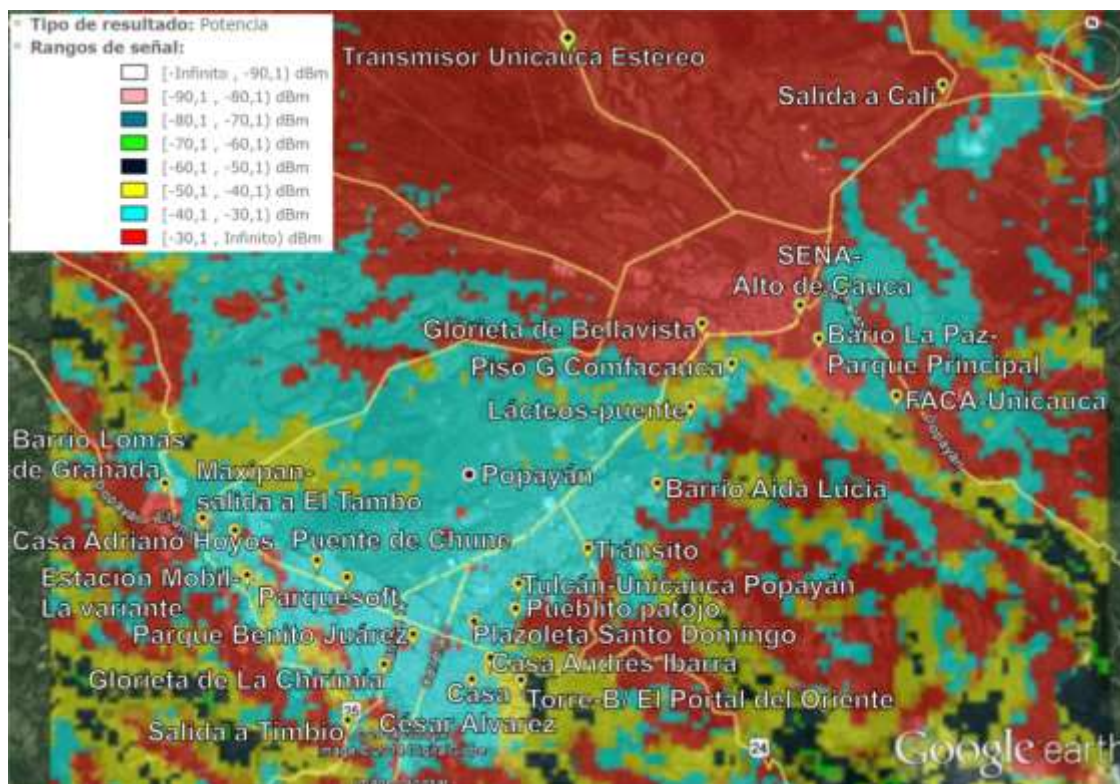 Tipo de resultado: Potencia
Rangos de señal:
[-Infinito , -90,1) dBm
[-90,1 , -80,1) dBm
[-80,1 , -70,1) dBm
[-70,1 , -60,1) dBm
[-60,1 , -50,1) dBm
[-50,1 , -40,1) dBm
[-40,1 , -30,1) dBm
[-30,1 , Infinito) dBm
Transmisor Unicauca Estéreo
Salida a Cali
SENA-
Alto de Cauca
Glorieta de Bellavista
Bario La Paz-
Parque Principal
Piso G Comfacauca
FACA-Unicauca
Lácteos-puente
Popayán
Barrio Lomas
de Granada
Maxipan-
salida a El Tambo
Popayán
Barrio Aida Lucia
Casa Adriano Hoyos
Puente de Chune
Tránsito
Estación Mobil-
La variante
Parquesoft
Tulcán-Unicauca Popayán
Pueblito patojo
Parque Benito Juárez
Plazoleta Santo Domingo
Casa Andrés Ibarra
Glorieta de La Chirimía
Casa
César Alvarez
Torre-B- El Portal del Oriente
25
Salida a Timbio
24
Google earth